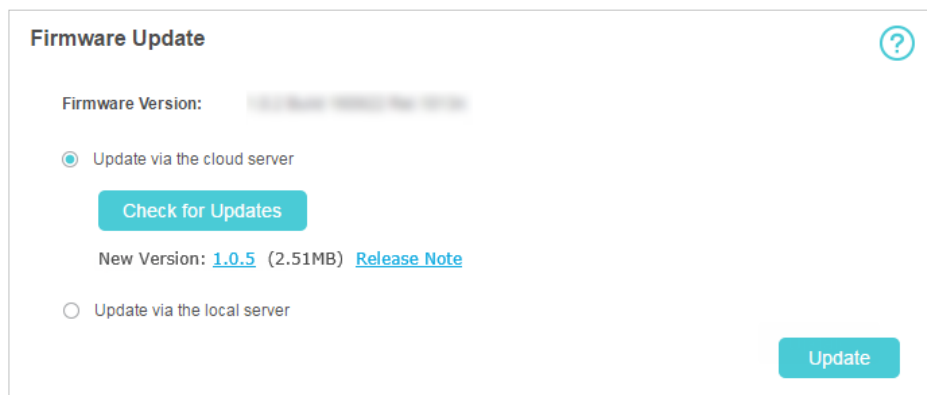 Firmware Update
?
Firmware Version:
Update via the cloud server
Check for Updates
New Version: 1.0.5 (2.51MB) Release Note
Update via the local server
Update